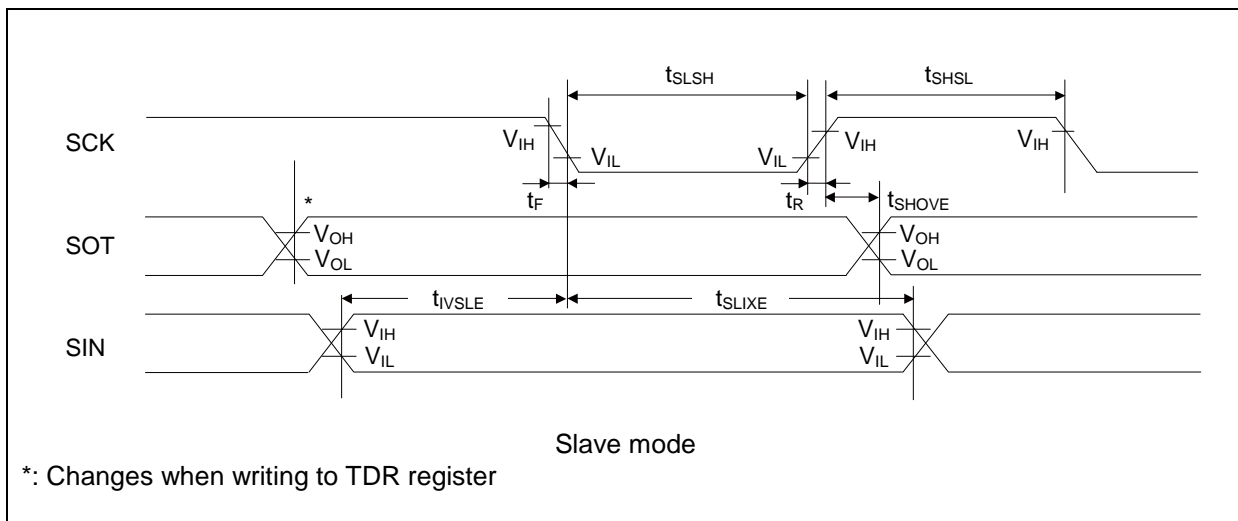 tSLSH tSHSL
SCK VIH VIL VIL VIH VIH
tF tR tSHOVE
*
SOT VOH VOH
VOL VOL
tIVSLE tSLIXE
SIN VIH VIH
VIL VIL
Slave mode
*: Changes when writing to TDR register